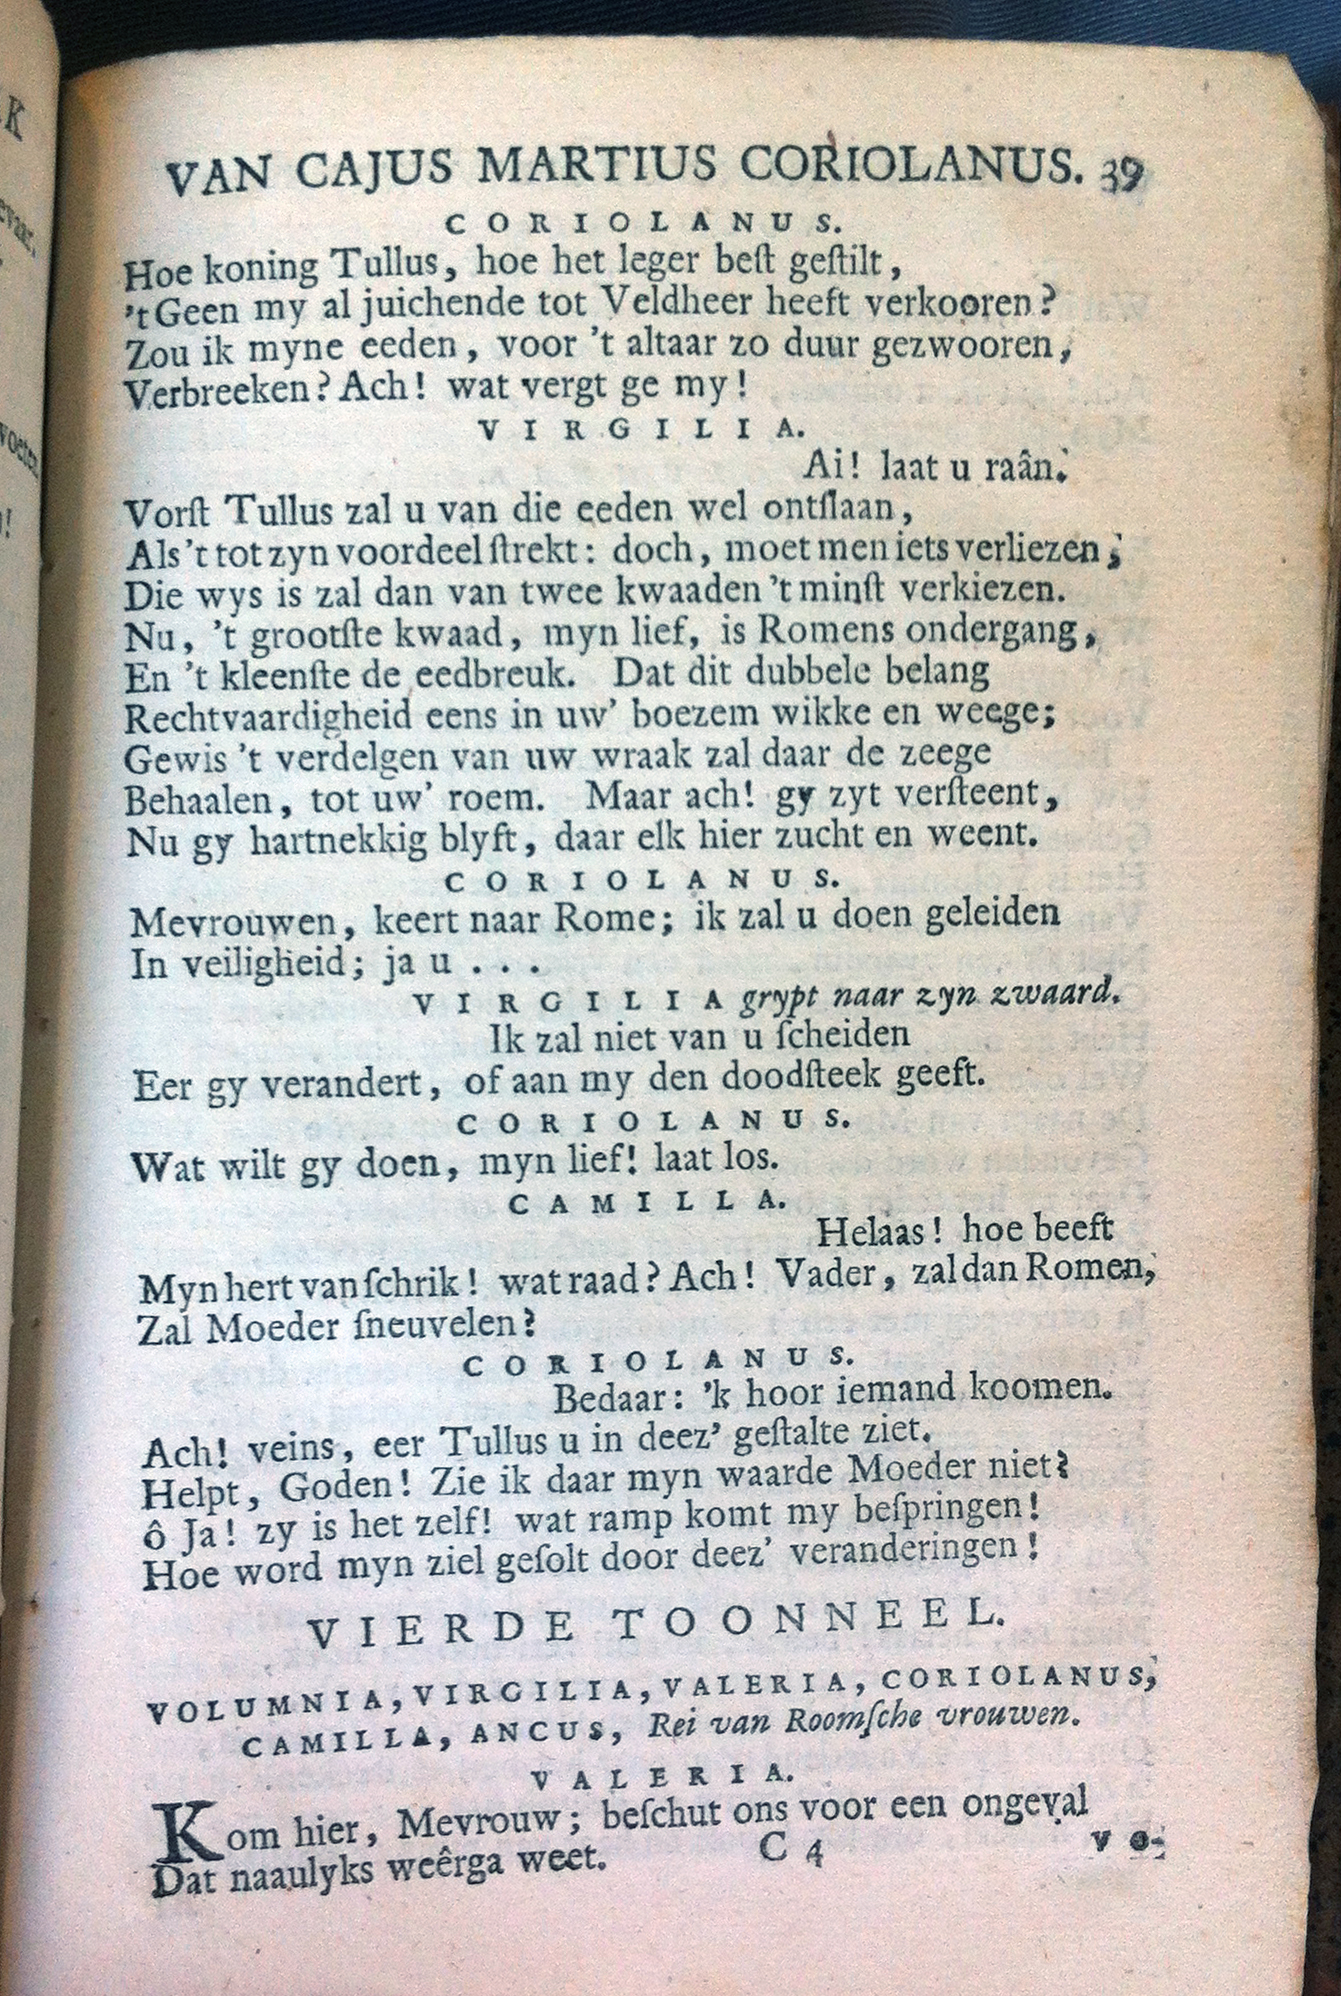 VAN CAJUS MARTIUS CORIOLANUS. 39
CORIOLANUS.
Hoe koning Tullus, hoe het leger beſt geſtilt,
't Geen my al juichende tot Veldheer heeft verkooren?
Zou ik myne eeden, voor 't altaar zo duur gezwooren,
Verbreeken? Ach! wat vergt ge my!
VIRGILIA.
Ai! laat u raân.
Vorſt Tullus zal u van die eeden wel ontſlaan,
Als 't tot zyn voordeel ſtrekt: doch, moet men iets verliezen;
Die wys is zal dan van twee kwaaden 't minſt verkiezen.
Nu, 't grootſte kwaad, myn lief, is Romens ondergang,
En 't kleenſte de eedbreuk. Dat dit dubbele belang
Rechtvaardigheid eens in uw' boezem wikke en weege;
Gewis 't verdelgen van uw wraak zal daar de zeege
Behaalen, tot uw' roem. Maar ach! gy zyt verſteent,
Nu gy hartnekkig blyft, daar elk hier zucht en weent.
CORIOLANUS.
Mevrouwen, keert naar Rome; ik zal u doen geleiden
In veiligheid; ja u . . .
VIRGILIA grypt naar zyn zwaard.
Ik zal niet van u ſcheiden
Eer gy verandert, of aan my den doodſteek geeft.
CORIOLANUS.
Wat wilt gy doen, myn lief! laat los.
CAMILLA.
Helaas! hoe beeft
Myn hert van ſchrik! wat raad? Ach! Vader, zal dan Romen,
Zal Moeder ſneuvelen?
CORIOLANUS.
Bedaar: 'k hoor iemand koomen.
Ach! veins, eer Tullus u in deez' geſtalte ziet.
Helpt, Goden! Zie ik daar myn waarde Moeder niet?
ô Ja! zy is het zelf! wat ramp komt my beſpringen!
Hoe word myn ziel geſolt door deez' veranderingen!
VIERDE TOONNEEL.
VOLUMNIA, VIRGILIA, VALERIA, CORIOLANUS,
CAMILLA, ANCUS, Rei van Roomſche vrouwen.
VALERIA.
Kom hier, Mevrouw; beſchut ons voor een ongeval
Dat naaulyks weêrga weet.
C 4 VO-